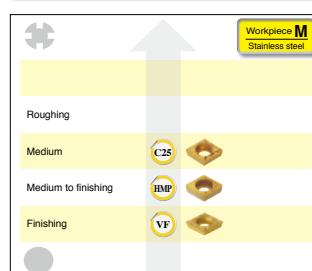 Workpiece M
Stainless steel
Roughing
Medium C25
Medium to finishing HMP
Finishing VF